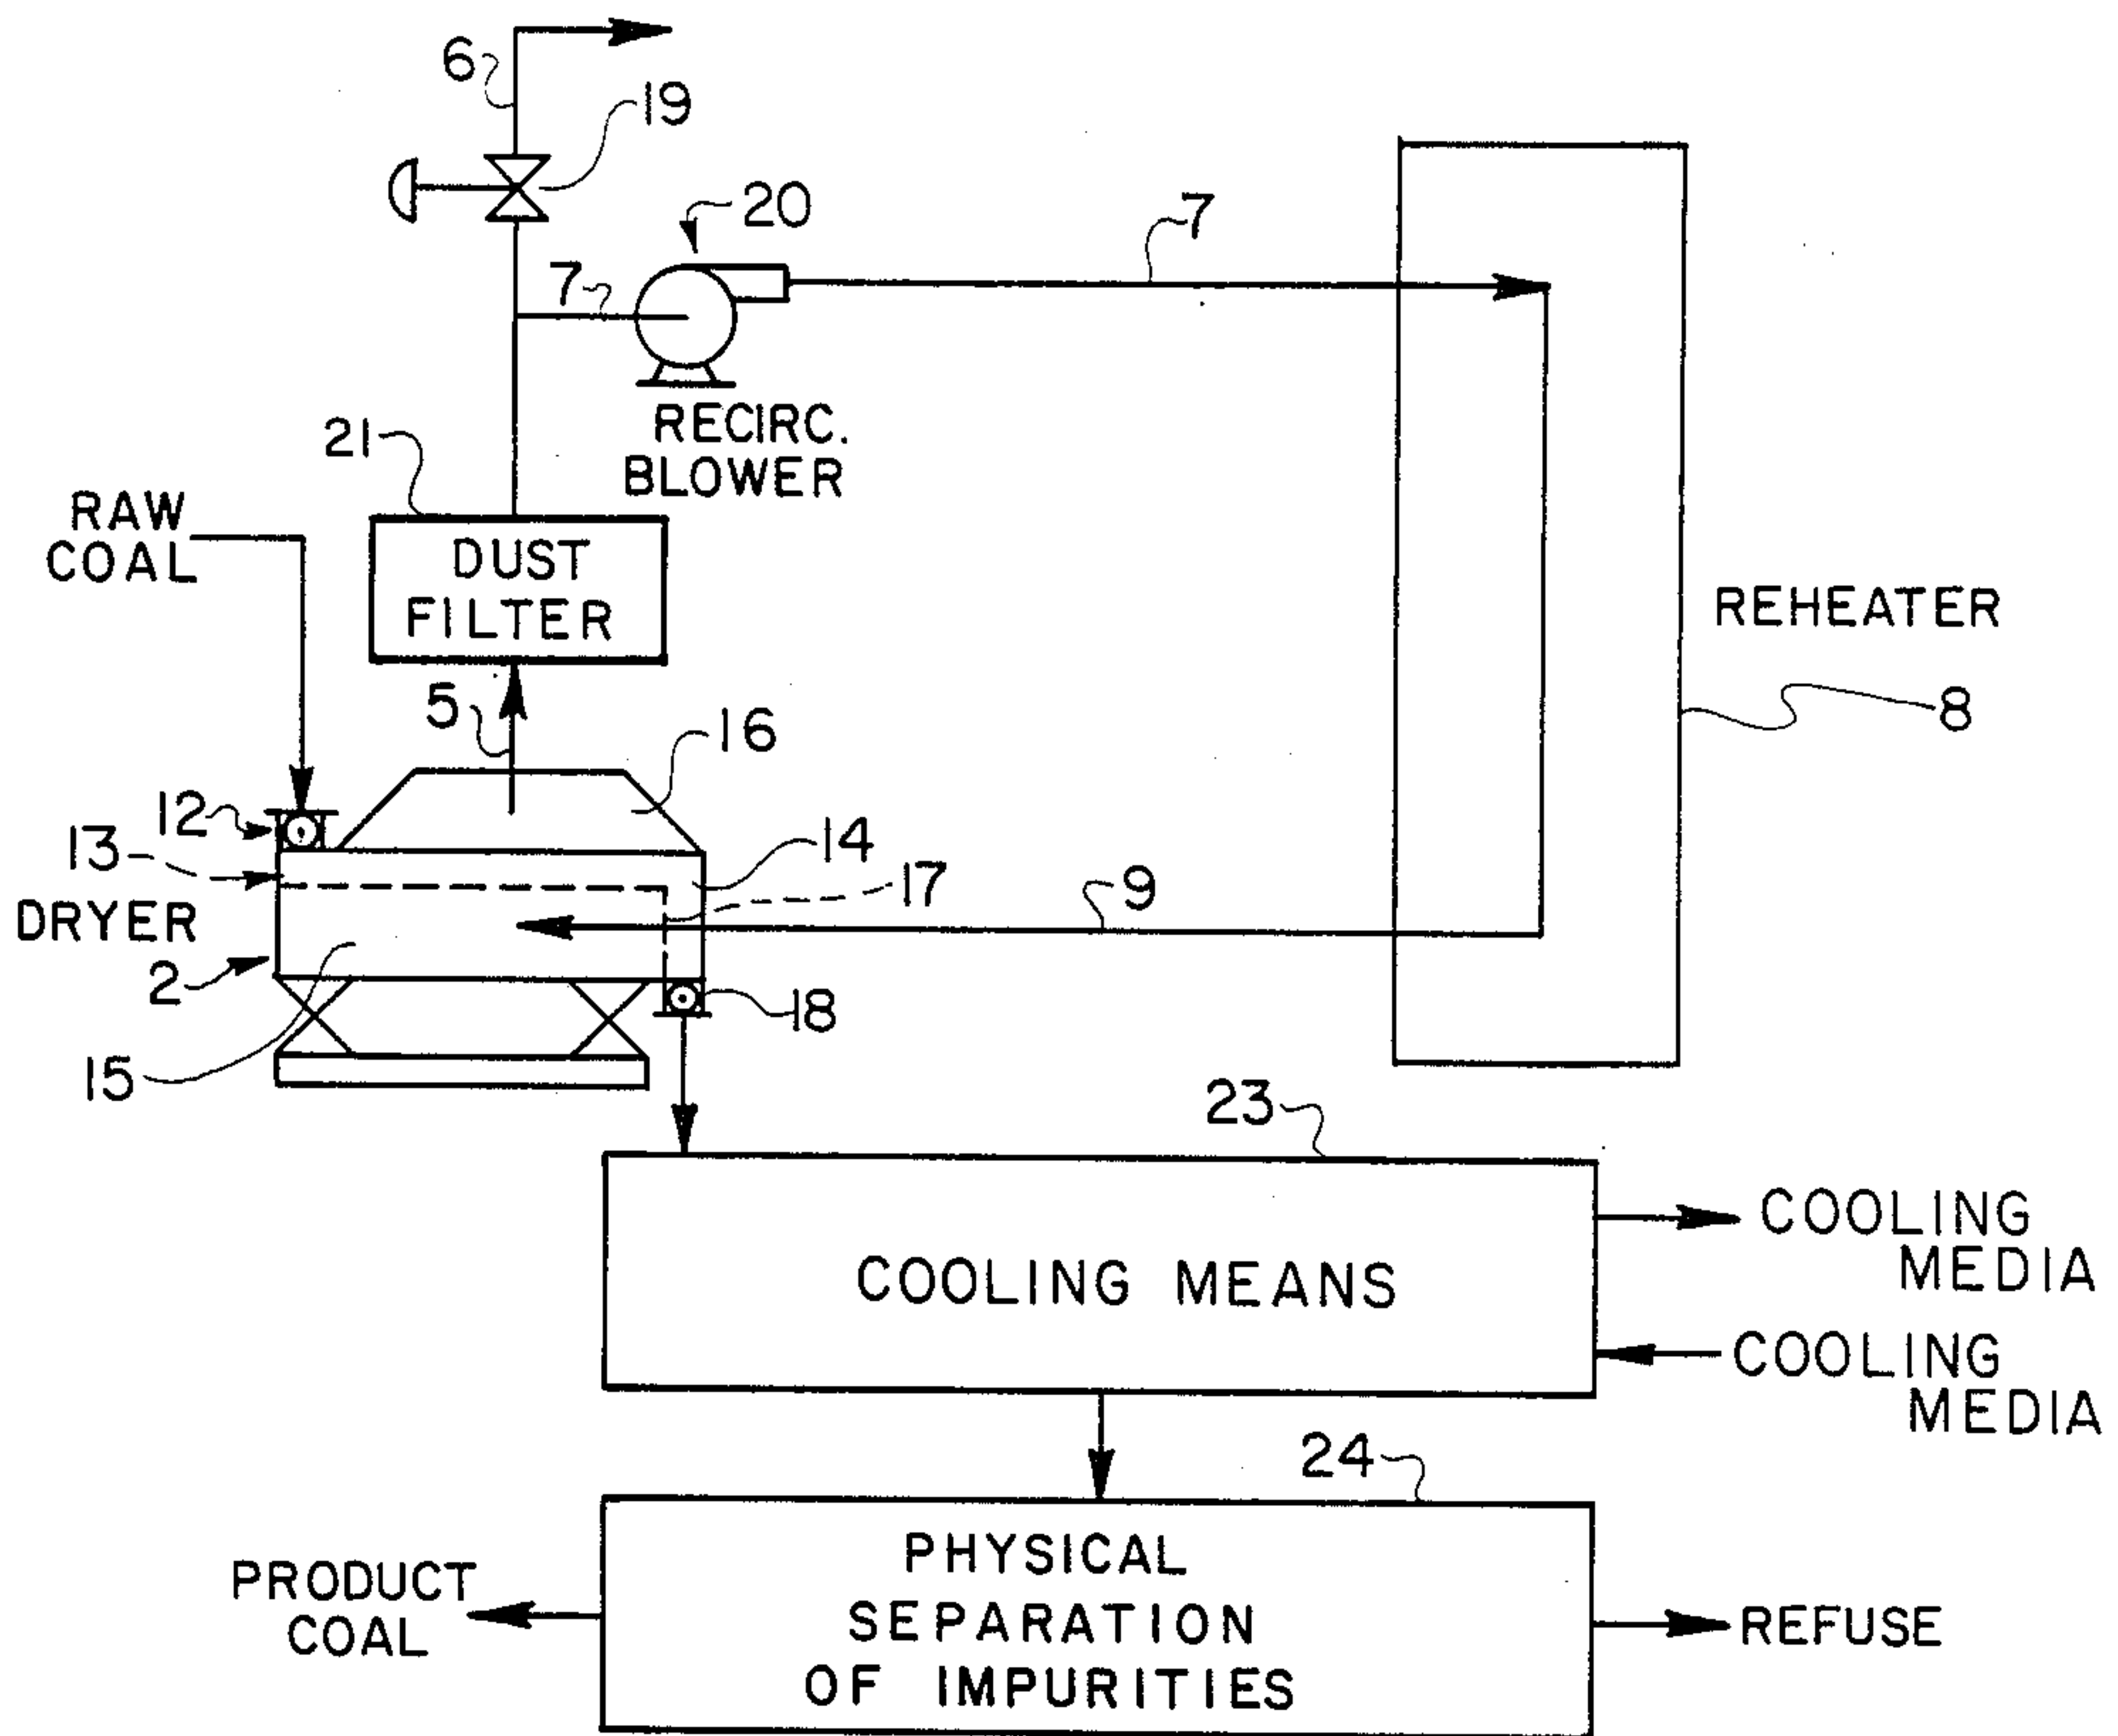 6
19
20
7
7
RECIRC.
BLOWER
21
RAW
COAL
DUST
FILTER
REHEATER
5
16
8
12
13
14
17
9
DRYER
2
18
15
23
COOLING MEANS
COOLING
MEDIA
COOLING
MEDIA
24
PHYSICAL
SEPARATION
OF IMPURITIES
PRODUCT
COAL
REFUSE